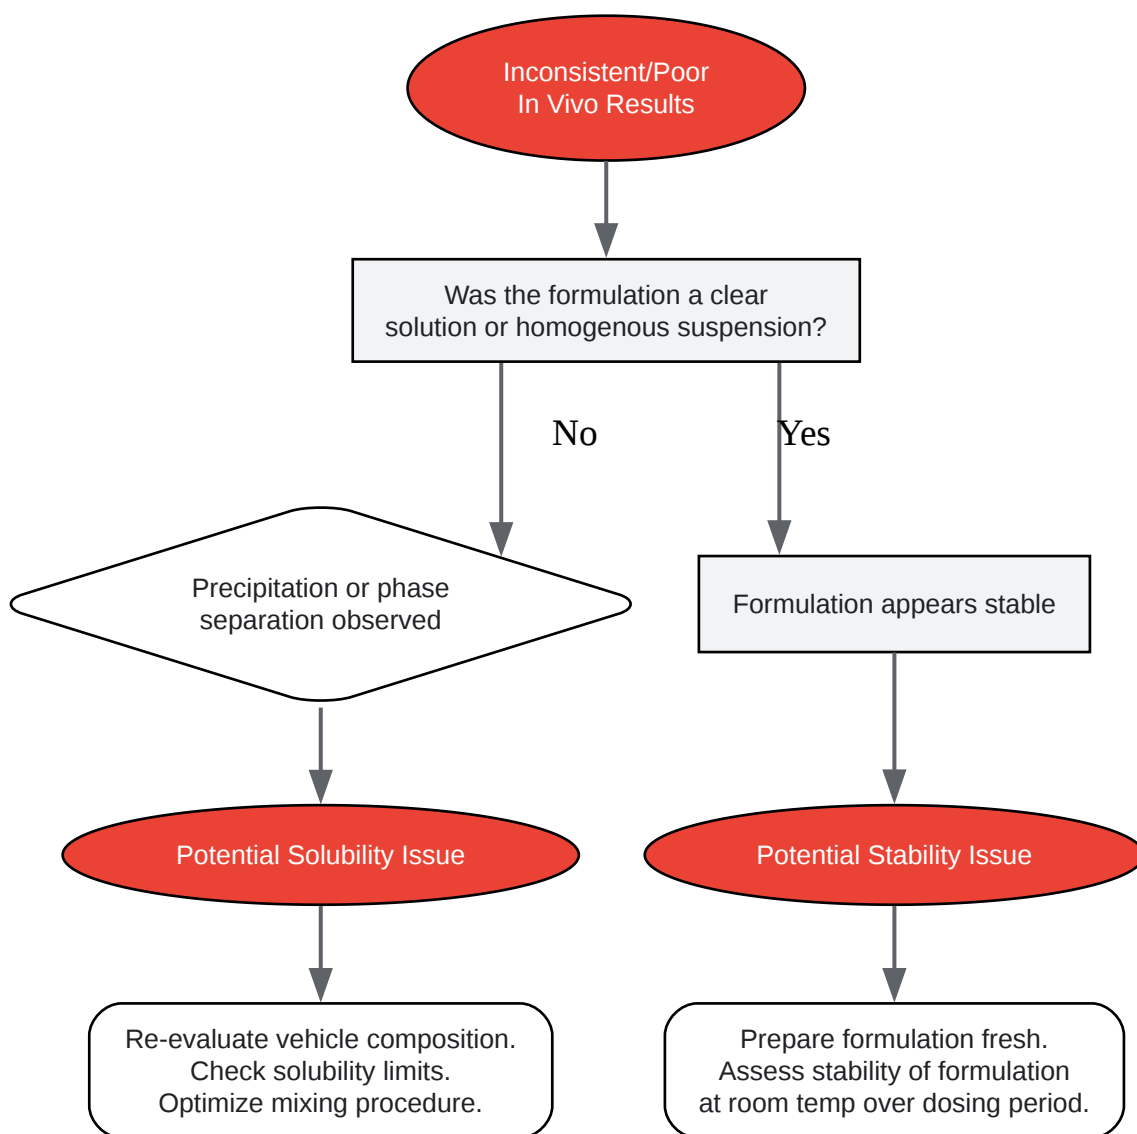 Inconsistent/Poor
In Vivo Results
Was the formulation a clear
solution or homogenous suspension?
No
Yes
Precipitation or phase
separation observed
Formulation appears stable
Potential Solubility Issue
Potential Stability Issue
Re-evaluate vehicle composition.
Check solubility limits.
Optimize mixing procedure.
Prepare formulation fresh.
Assess stability of formulation
at room temp over dosing period.